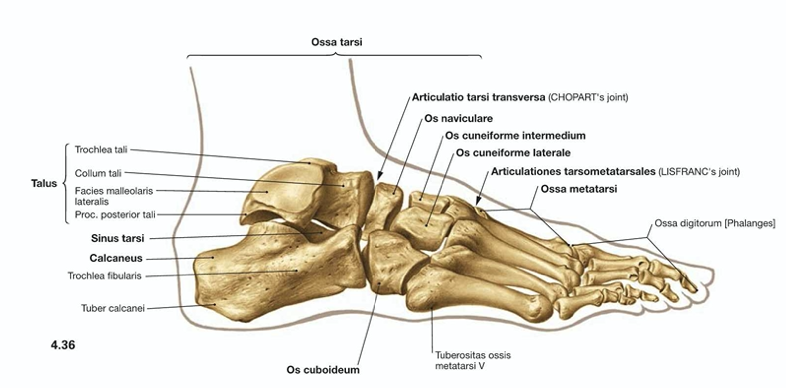 Ossa tarsi
Articulatio tarsi transversa (CHOPART's joint)
Os naviculare
Os cuneiforme intermedium
Os cuneiforme laterale
Articulationes tarsometatarsales (LISFRANC's joint)
Ossa metatarsi
Ossa digitorum [Phalanges]
Talus
Trochlea tali
Collum tali
Facies malleolaris
lateralis
Proc. posterior tali
Sinus tarsi
Calcaneus
Trochlea fibularis
Tuber calcanei
4.36
Os cuboideum
Tuberositas ossis
metatarsi V